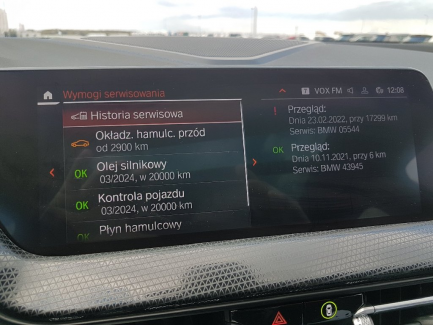 Wymogi serwisowania
7 VOX FM 12:08
Historia serwisowa
Okładz. hamulc. przód
od 2900 km
OK Olej silnikowy
03/2024, w 20000 km
OK Kontrola pojazdu
03/2024, w 20000 km
OK Płyn hamulcowy
! Przegląd:
Dnia 23.02.2022, przy 17299 km
Serwis: BMW 05544
OK Przegląd:
Dnia 10.11.2021, przy 6 km
Serwis: BMW 43945